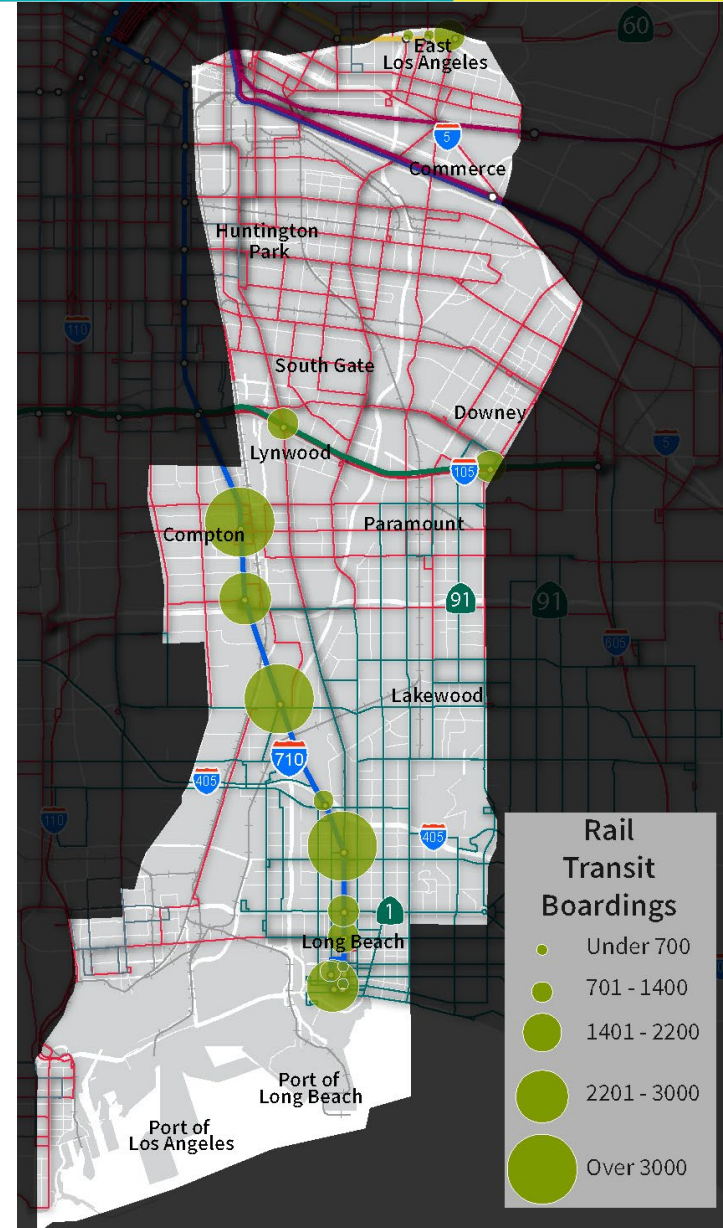 60
East
Los Angeles
5
Commerce
Huntington
Park
110
South Gate
Downey
5
Lynwood
105
Paramount
Compton
91
91
605
Lakewood
710
405
110
405
1
Long Beach
Port of
Long Beach
Port of
Los Angeles
Rail
Transit
Boardings
Under 700
701 - 1400
1401 - 2200
2201 - 3000
Over 3000